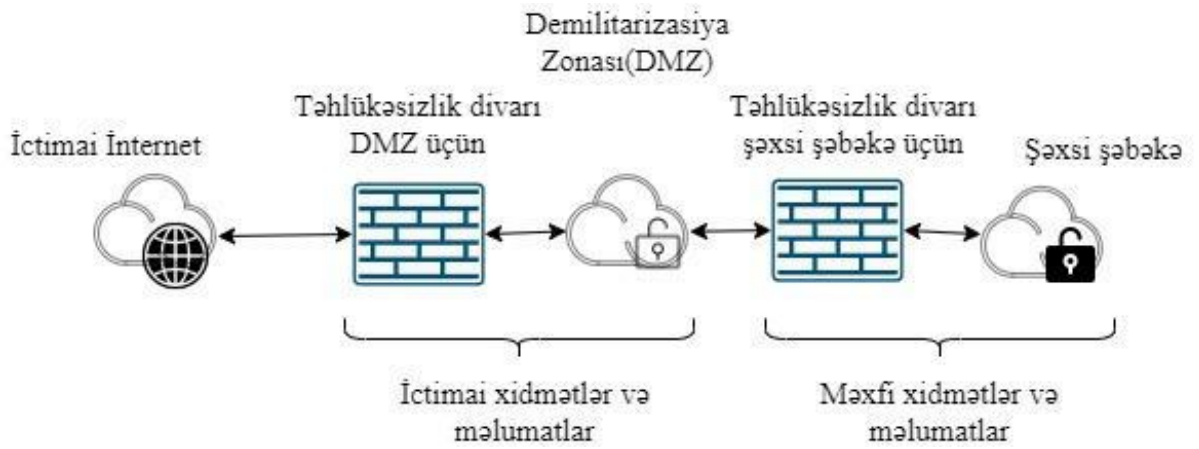 Demilitarizasiya
Zonası(DMZ)
İctimai İnternet
Təhlükəsizlik divarı
DMZ üçün
Təhlükəsizlik divarı
şəxsi şəbəkə üçün
Şəxsi şəbəkə
İctimai xidmətlər və
məlumatlar
Məxfi xidmətlər və
məlumatlar